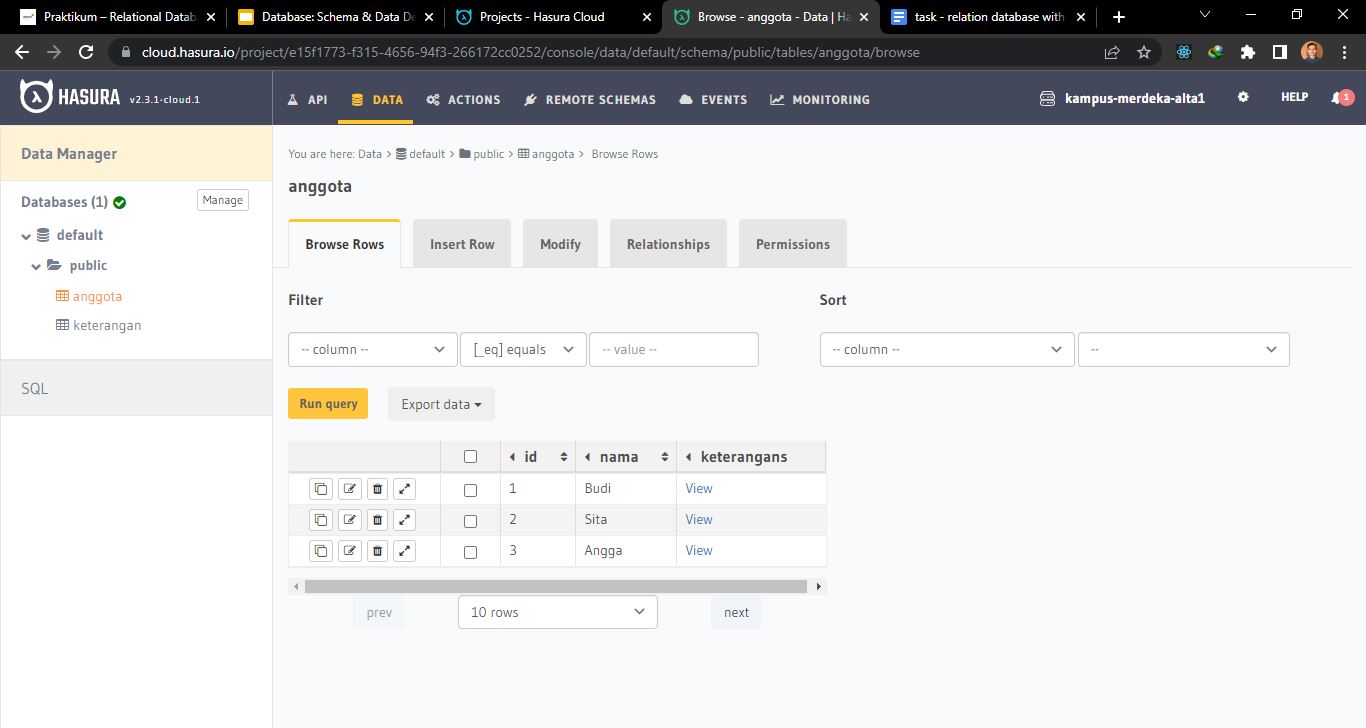 Praktikum – Relational Datab
Database: Schema & Data De
Projects - Hasura Cloud
Browse - anggota - Data | Ha
task - relation database with
cloud.hasura.io/project/e15f1773-f315-4656-94f3-266172cc0252/console/data/default/schema/public/tables/anggota/browse
HASURA v2.3.1-cloud.1
API DATA ACTIONS REMOTE SCHEMAS EVENTS MONITORING
kampus-merdeka-alta1 HELP 1
Data Manager
Databases (1) Manage
default
public
anggota
keterangan
SQL
You are here: Data > default > public > anggota > Browse Rows
anggota
Browse Rows Insert Row Modify Relationships Permissions
Filter Sort
-- column -- [_eq] equals -- value -- -- column -- --
Run query Export data
id nama keterangans
1 Budi View
2 Sita View
3 Angga View
prev 10 rows next